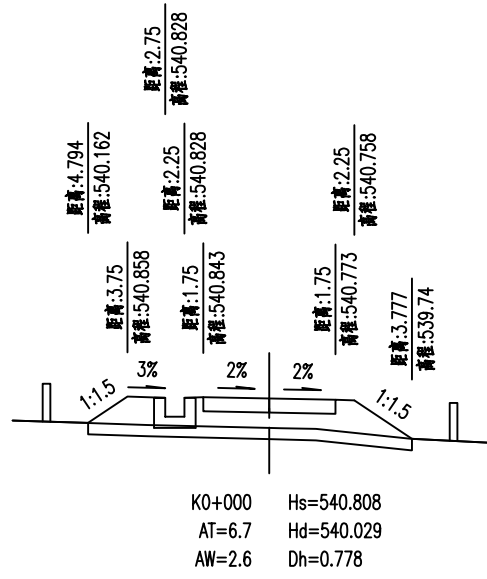 距离:2.75
高程:540.828
距离:4.794
高程:540.162
距离:2.25
高程:540.828
距离:2.25
高程:540.758
距离:3.75
高程:540.858
距离:1.75
高程:540.843
距离:1.75
高程:540.773
距离:3.777
高程:539.74
1:1.5
3%
2%
2%
1:1.5
K0+000 Hs=540.808
AT=6.7 Hd=540.029
AW=2.6 Dh=0.778